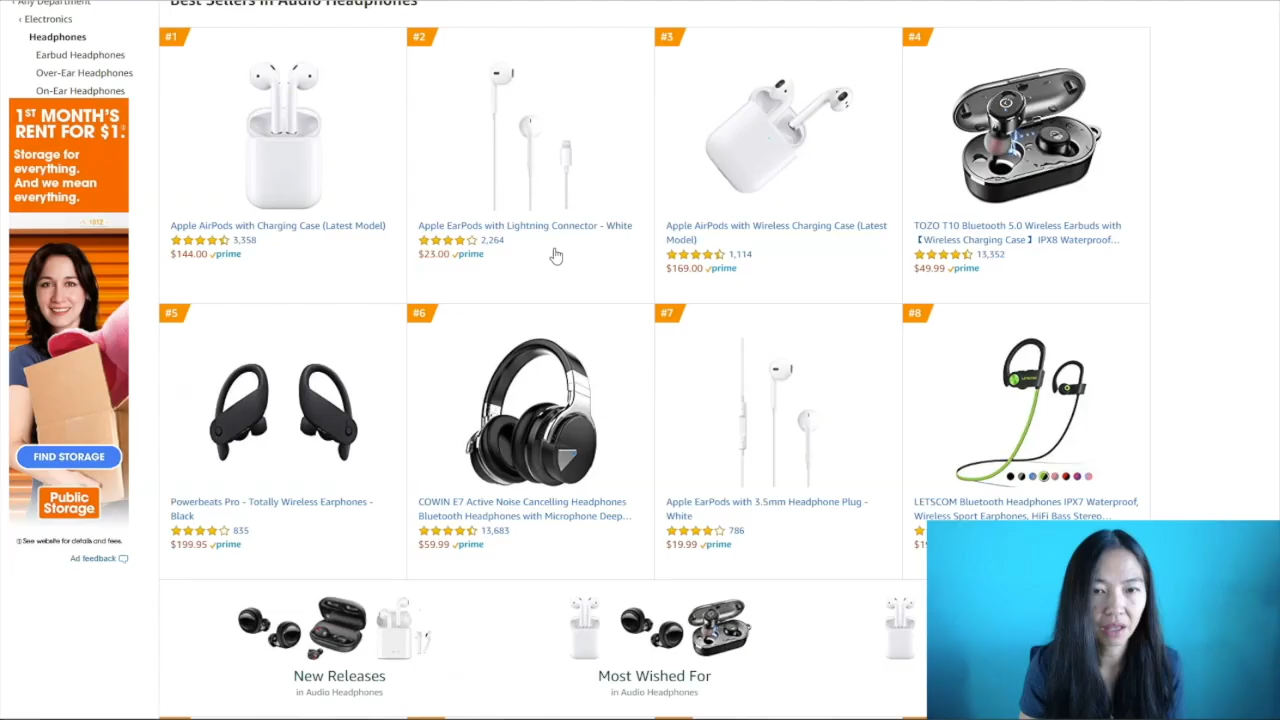 ‹ Any Department
Best Sellers in Audio Headphones
‹ Electronics
Headphones
Earbud Headphones
Over-Ear Headphones
On-Ear Headphones
1ST MONTH'S
RENT FOR $1.
Storage for
everything.
And we mean
everything.
1012
FIND STORAGE
Public
Storage
See website for details and fees.
Ad feedback
#1
Apple AirPods with Charging Case (Latest Model)
3,358
$144.00 prime
#2
Apple EarPods with Lightning Connector - White
2,264
$23.00 prime
#3
Apple AirPods with Wireless Charging Case (Latest
Model)
1,114
$169.00 prime
#4
TOZO T10 Bluetooth 5.0 Wireless Earbuds with
【Wireless Charging Case】 IPX8 Waterproof...
13,352
$49.99 prime
#5
Powerbeats Pro - Totally Wireless Earphones -
Black
835
$199.95 prime
#6
COWIN E7 Active Noise Cancelling Headphones
Bluetooth Headphones with Microphone Deep...
13,683
$59.99 prime
#7
Apple EarPods with 3.5mm Headphone Plug -
White
786
$19.99 prime
#8
LETSCOM
LETSCOM Bluetooth Headphones IPX7 Waterproof,
Wireless Sport Earphones, HiFi Bass Stereo...
New Releases
in Audio Headphones
Most Wished For
in Audio Headphones